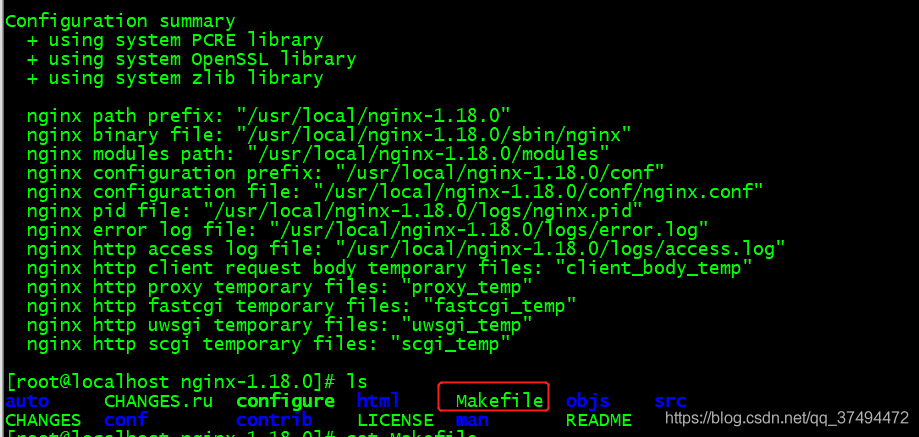 Configuration summary
+ using system PCRE library
+ using system OpenSSL library
+ using system zlib library
nginx path prefix: "/usr/local/nginx-1.18.0"
nginx binary file: "/usr/local/nginx-1.18.0/sbin/nginx"
nginx modules path: "/usr/local/nginx-1.18.0/modules"
nginx configuration prefix: "/usr/local/nginx-1.18.0/conf"
nginx configuration file: "/usr/local/nginx-1.18.0/conf/nginx.conf"
nginx pid file: "/usr/local/nginx-1.18.0/logs/nginx.pid"
nginx error log file: "/usr/local/nginx-1.18.0/logs/error.log"
nginx http access log file: "/usr/local/nginx-1.18.0/logs/access.log"
nginx http client request body temporary files: "client_body_temp"
nginx http proxy temporary files: "proxy_temp"
nginx http fastcgi temporary files: "fastcgi_temp"
nginx http uwsgi temporary files: "uwsgi_temp"
nginx http scgi temporary files: "scgi_temp"
[root@localhost nginx-1.18.0]# ls
auto CHANGES.ru configure html Makefile objs src
CHANGES conf contrib LICENSE man README
https://blog.csdn.net/qq_37494472
[root@localhost nginx-1.18.0]# cat Makefile